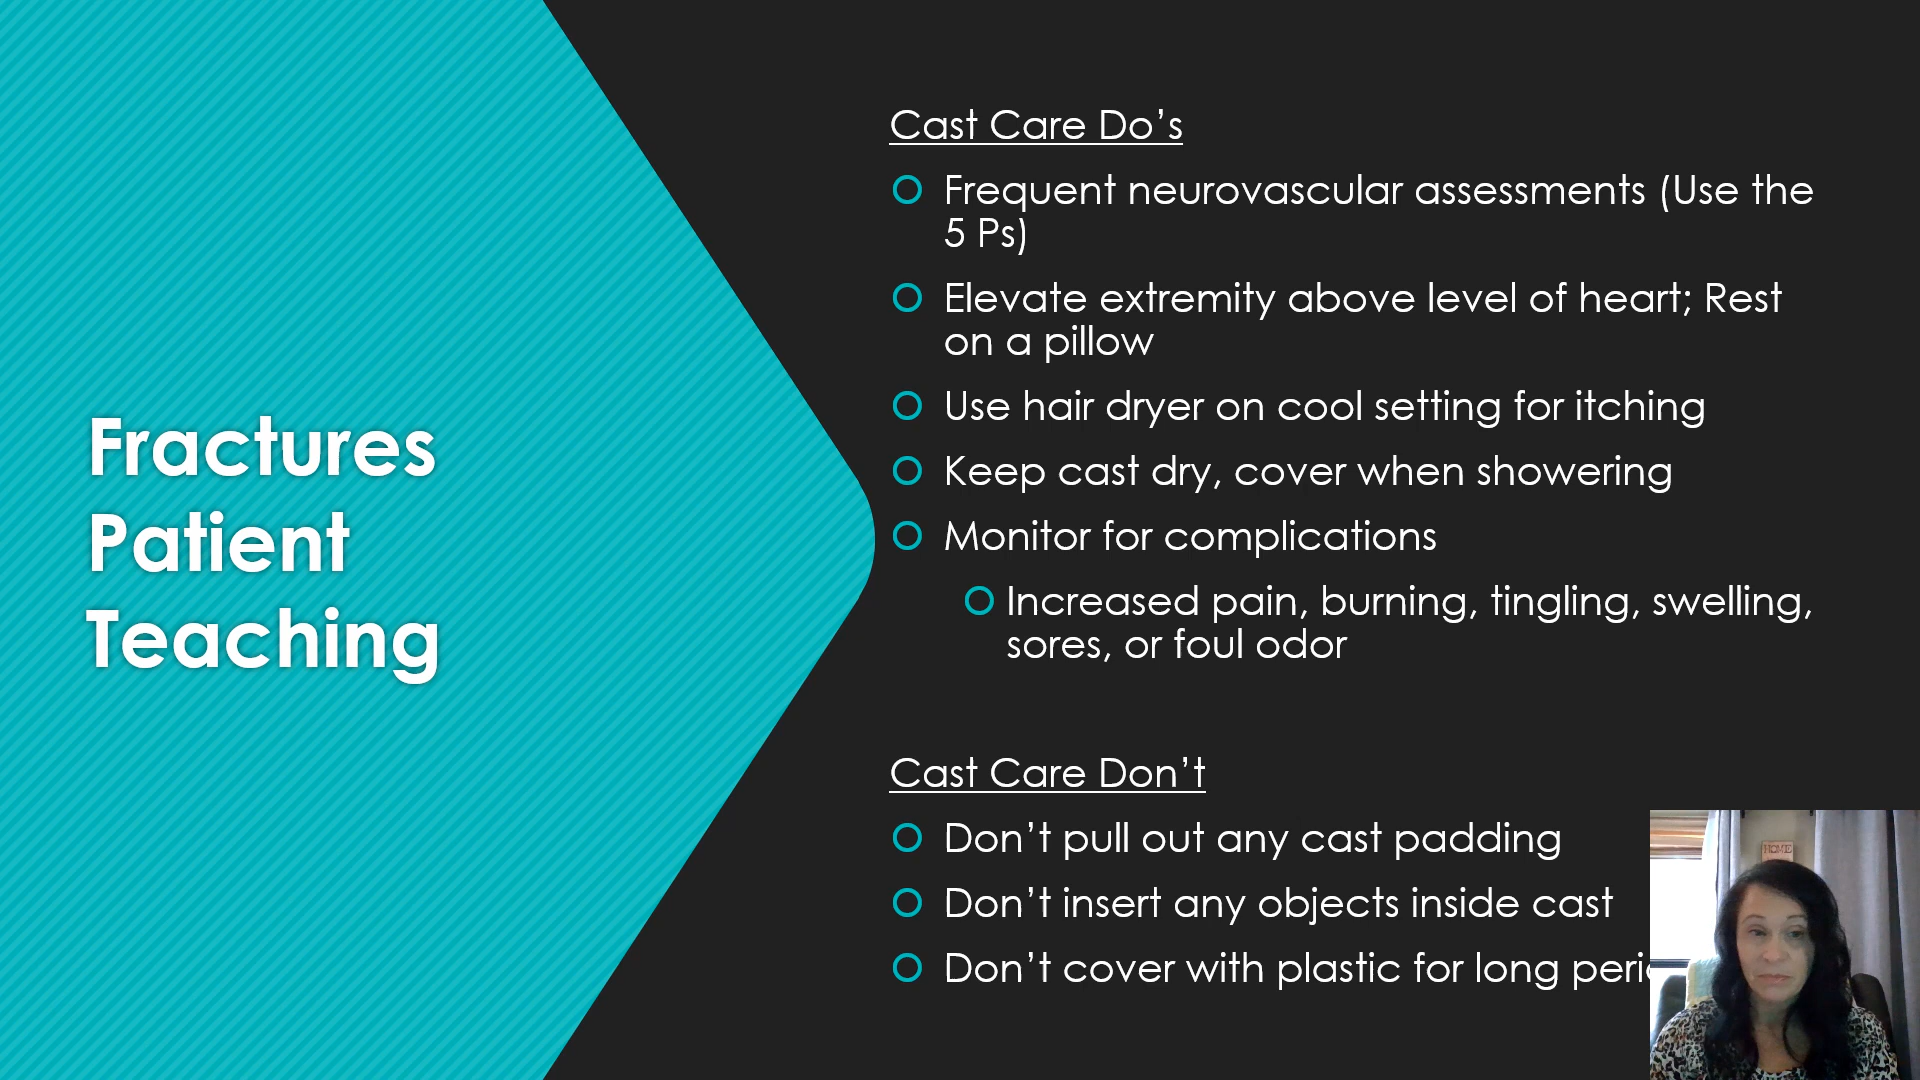 Fractures
Patient
Teaching
Cast Care Do’s
Frequent neurovascular assessments (Use the
5 Ps)
Elevate extremity above level of heart; Rest
on a pillow
Use hair dryer on cool setting for itching
Keep cast dry, cover when showering
Monitor for complications
Increased pain, burning, tingling, swelling,
sores, or foul odor
Cast Care Don’t
Don’t pull out any cast padding
Don’t insert any objects inside cast
Don’t cover with plastic for long
HOME